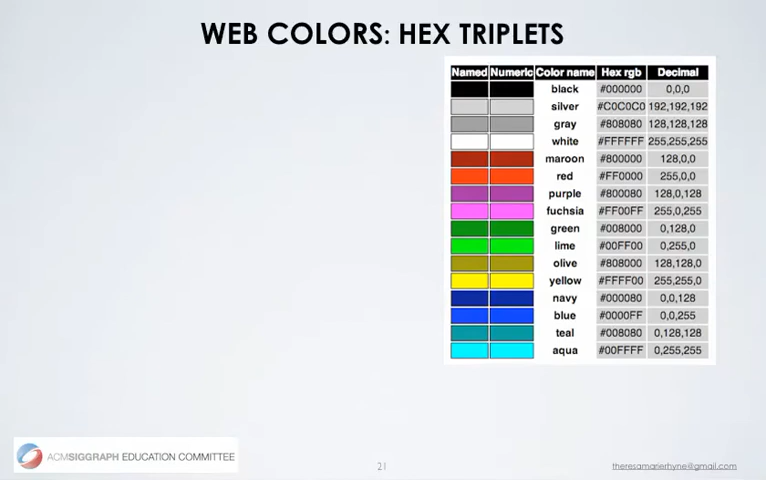 WEB COLORS: HEX TRIPLETS
Named Numeric Color name Hex rgb Decimal
black #000000 0,0,0
silver #C0C0C0 192,192,192
gray #808080 128,128,128
white #FFFFFF 255,255,255
maroon #800000 128,0,0
red #FF0000 255,0,0
purple #800080 128,0,128
fuchsia #FF00FF 255,0,255
green #008000 0,128,0
lime #00FF00 0,255,0
olive #808000 128,128,0
yellow #FFFF00 255,255,0
navy #000080 0,0,128
blue #0000FF 0,0,255
teal #008080 0,128,128
aqua #00FFFF 0,255,255
ACMSIGGRAPH EDUCATION COMMITTEE
21
theresamarierhyne@gmail.com